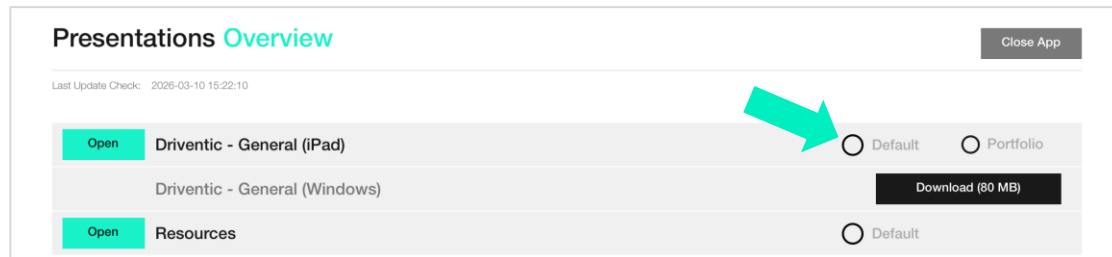 Presentations Overview
Close App
Last Update Check: 2026-03-10 15:22:10
Open Driventic - General (iPad) Default Portfolio
Driventic - General (Windows) Download (80 MB)
Open Resources Default